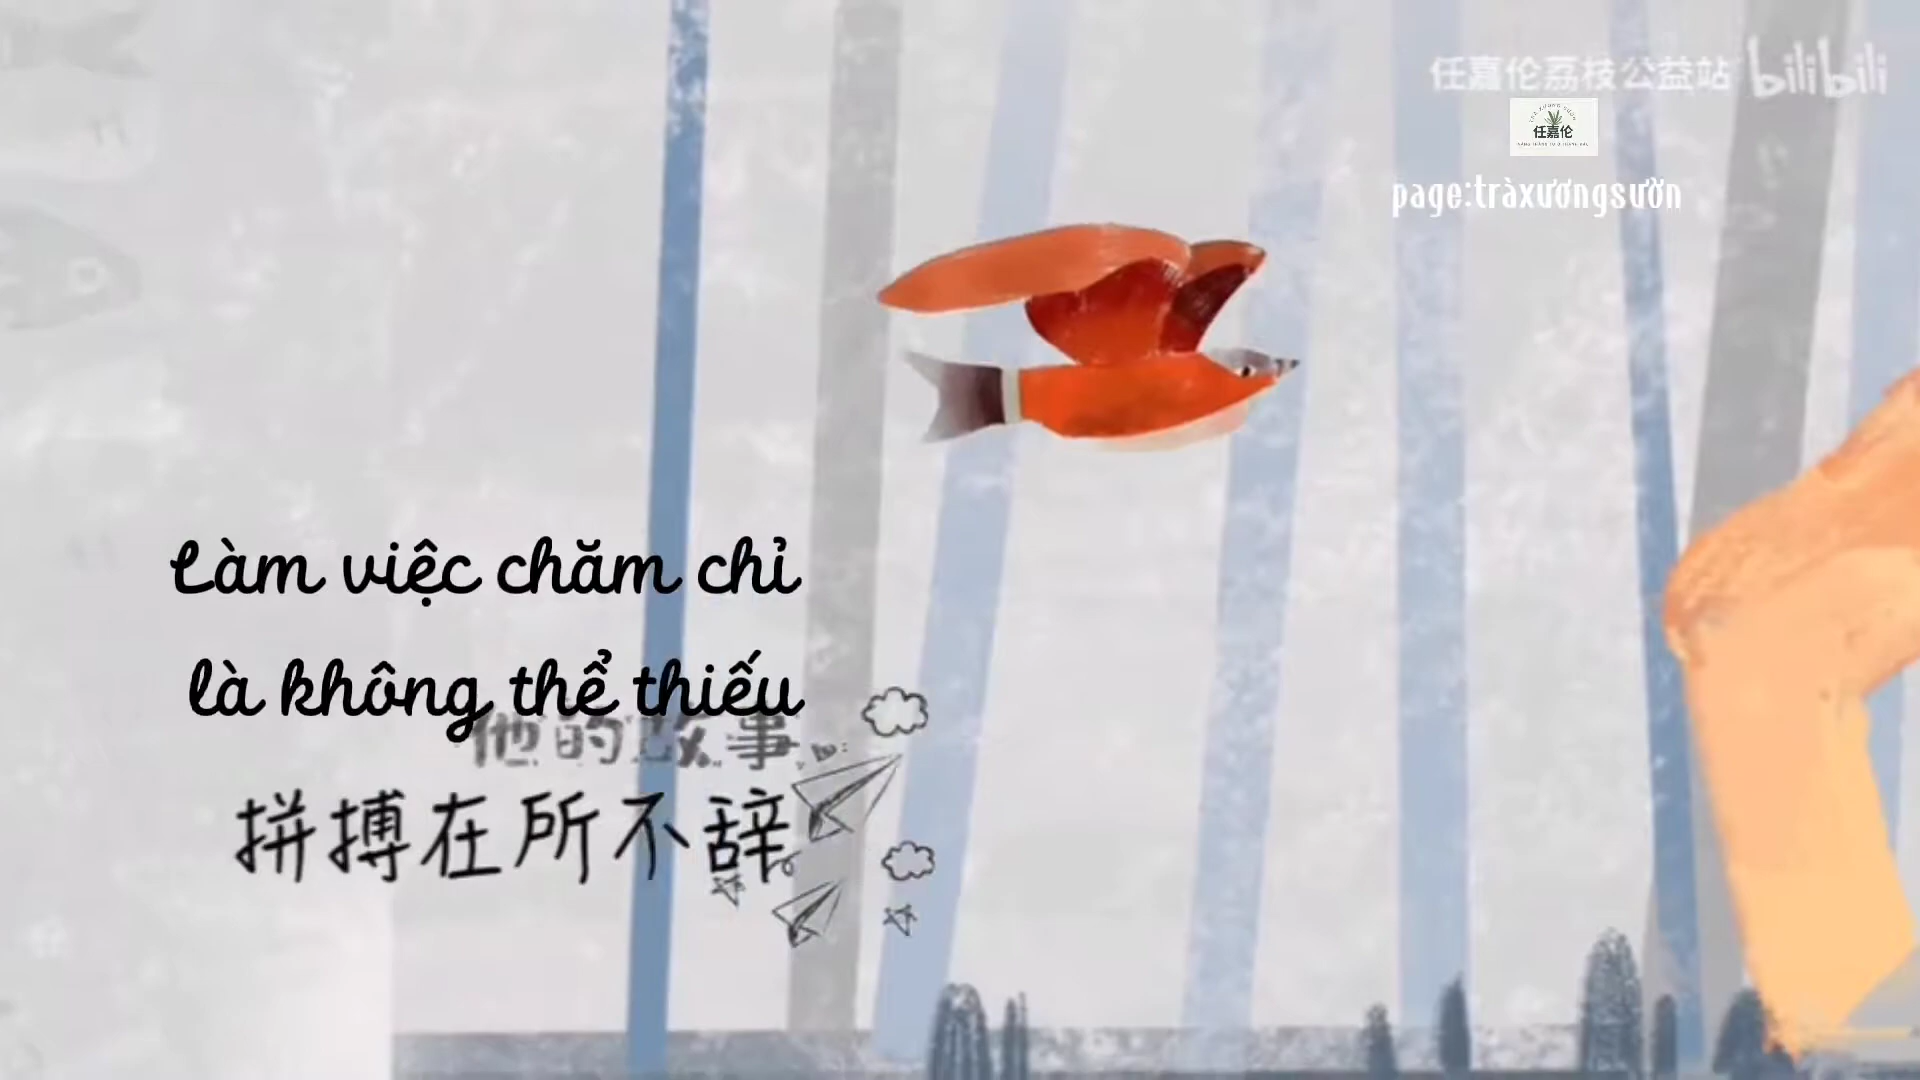 任嘉伦荔枝公益站 bilibili
任嘉伦
page:tràxươngsườn
Làm việc chăm chỉ
là không thể thiếu
他的故事
拼搏在所不辞